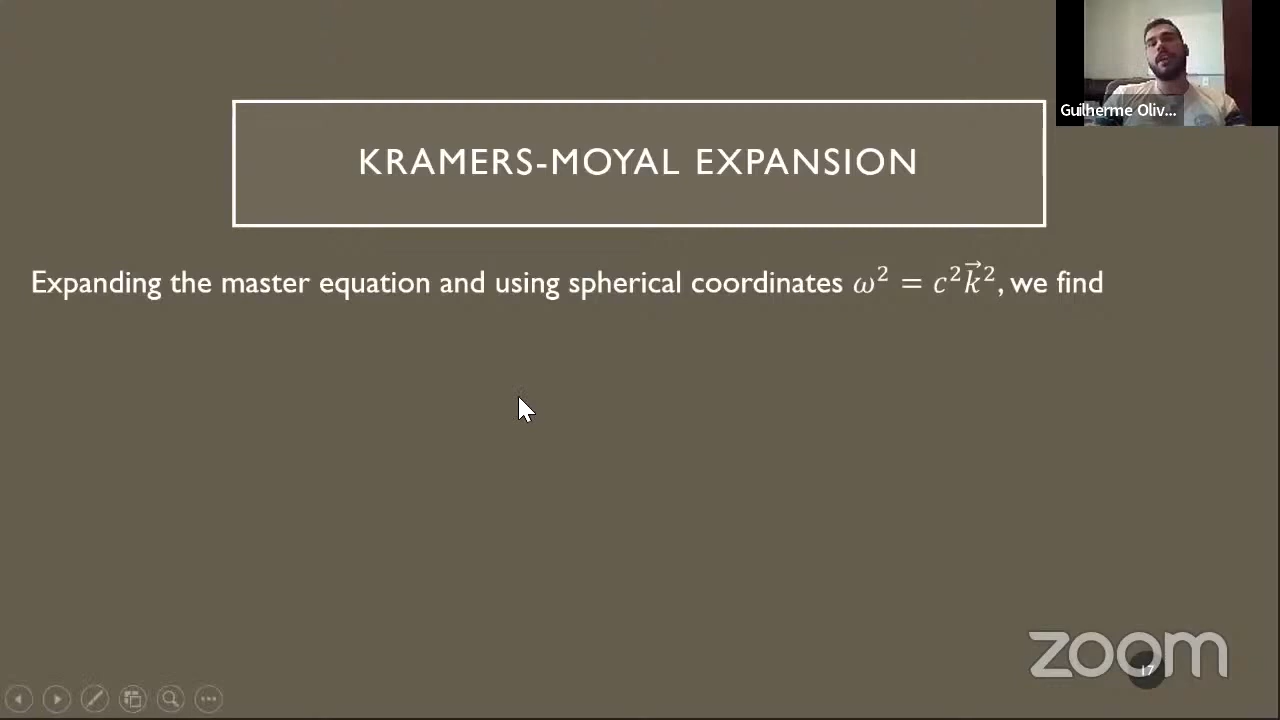 Guilherme Oliv...
KRAMERS-MOYAL EXPANSION
Expanding the master equation and using spherical coordinates ω² = c²k⃗², we find
zoom
17